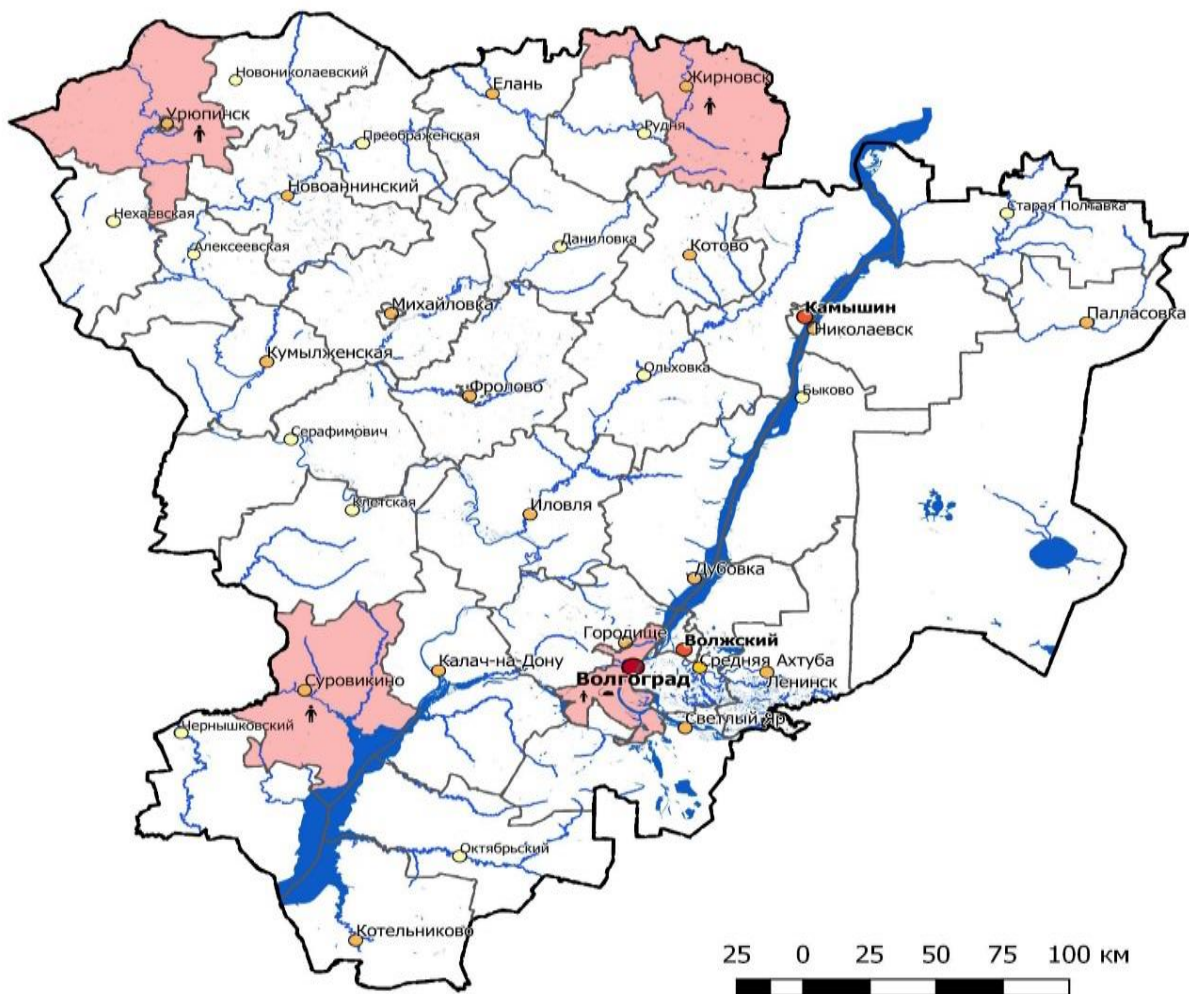 Новониколаевский
Елань
Жирновск
Урюпинск
Преображенская
Рудня
Новоаннинский
Нехаевская
Старая Полтавка
Алексеевская
Даниловка
Котово
Михайловка
Камышин
Николаевск
Палласовка
Кумылженская
Ольховка
Фролово
Быково
Серафимович
Клетская
Иловля
Дубовка
Городище
Волжский
Калач-на-Дону
Средняя Ахтуба
Волгоград
Ленинск
Суровикино
Светлый Яр
Чернышковский
Октябрьский
Котельниково
25 0 25 50 75 100 км